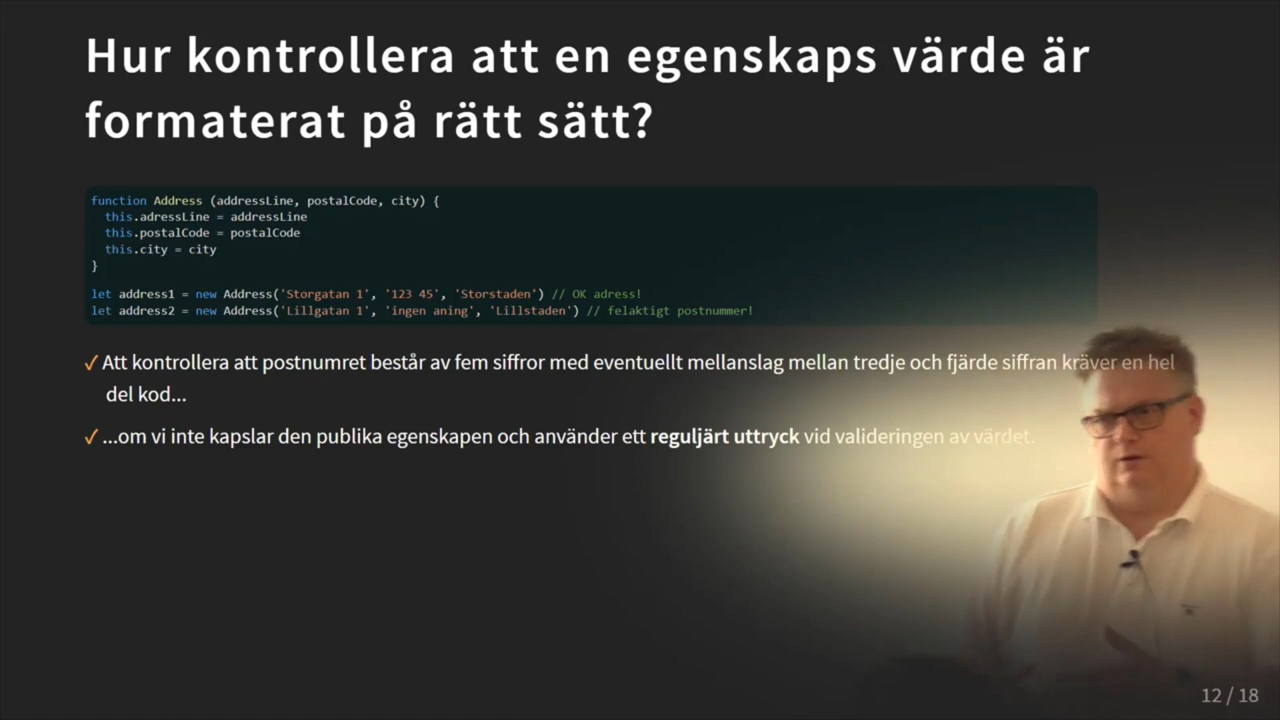 Hur kontrollera att en egenskaps värde är
formaterat på rätt sätt?
function Address (addressLine, postalCode, city) {
this.adressLine = addressLine
this.postalCode = postalCode
this.city = city
}
let address1 = new Address('Storgatan 1', '123 45', 'Storstaden') // OK adress!
let address2 = new Address('Lillgatan 1', 'ingen aning', 'Lillstaden') // felaktigt postnummer!
✓ Att kontrollera att postnumret består av fem siffror med eventuellt mellanslag mellan tredje och fjärde siffran kräver en hel
del kod...
✓ ...om vi inte kapslar den publika egenskapen och använder ett reguljärt uttryck vid valideringen av värdet.
12 / 18